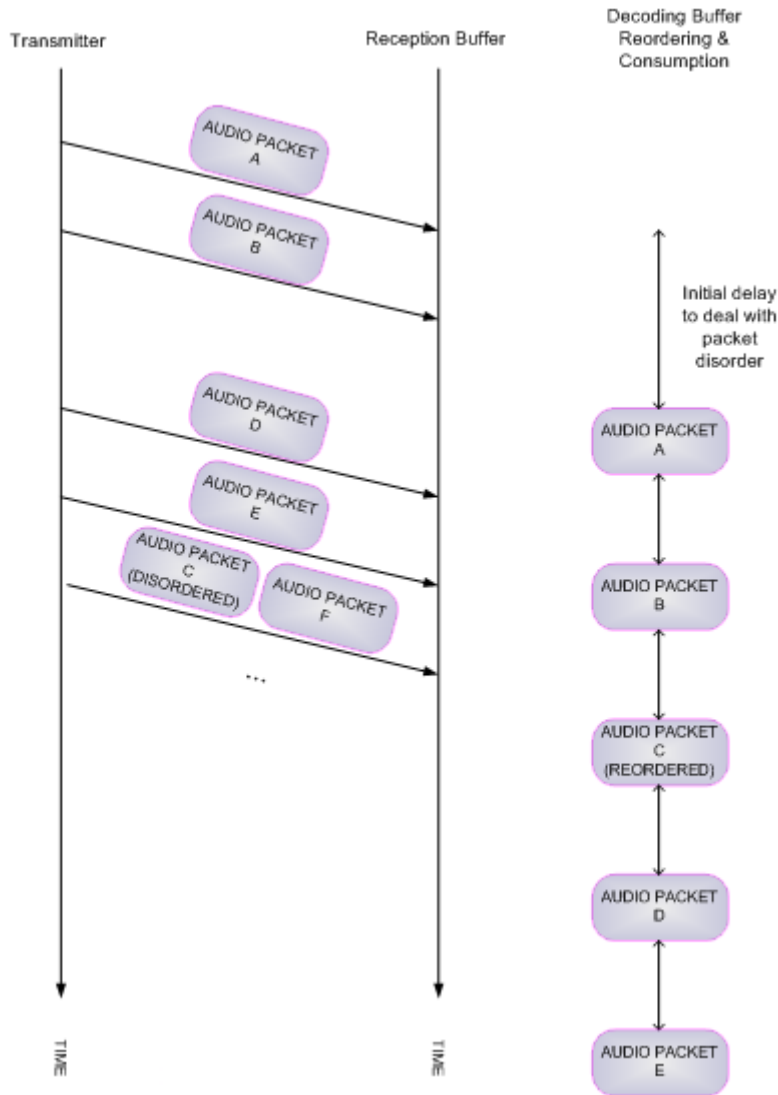 Transmitter
Reception Buffer
Decoding Buffer
Reordering &
Consumption
AUDIO PACKET
A
AUDIO PACKET
B
Initial delay
to deal with
packet
disorder
AUDIO PACKET
D
AUDIO PACKET
A
AUDIO PACKET
E
AUDIO PACKET
C
(DISORDERED)
AUDIO PACKET
F
...
AUDIO PACKET
B
AUDIO PACKET
C
(REORDERED)
AUDIO PACKET
D
TIME
TIME
AUDIO PACKET
E